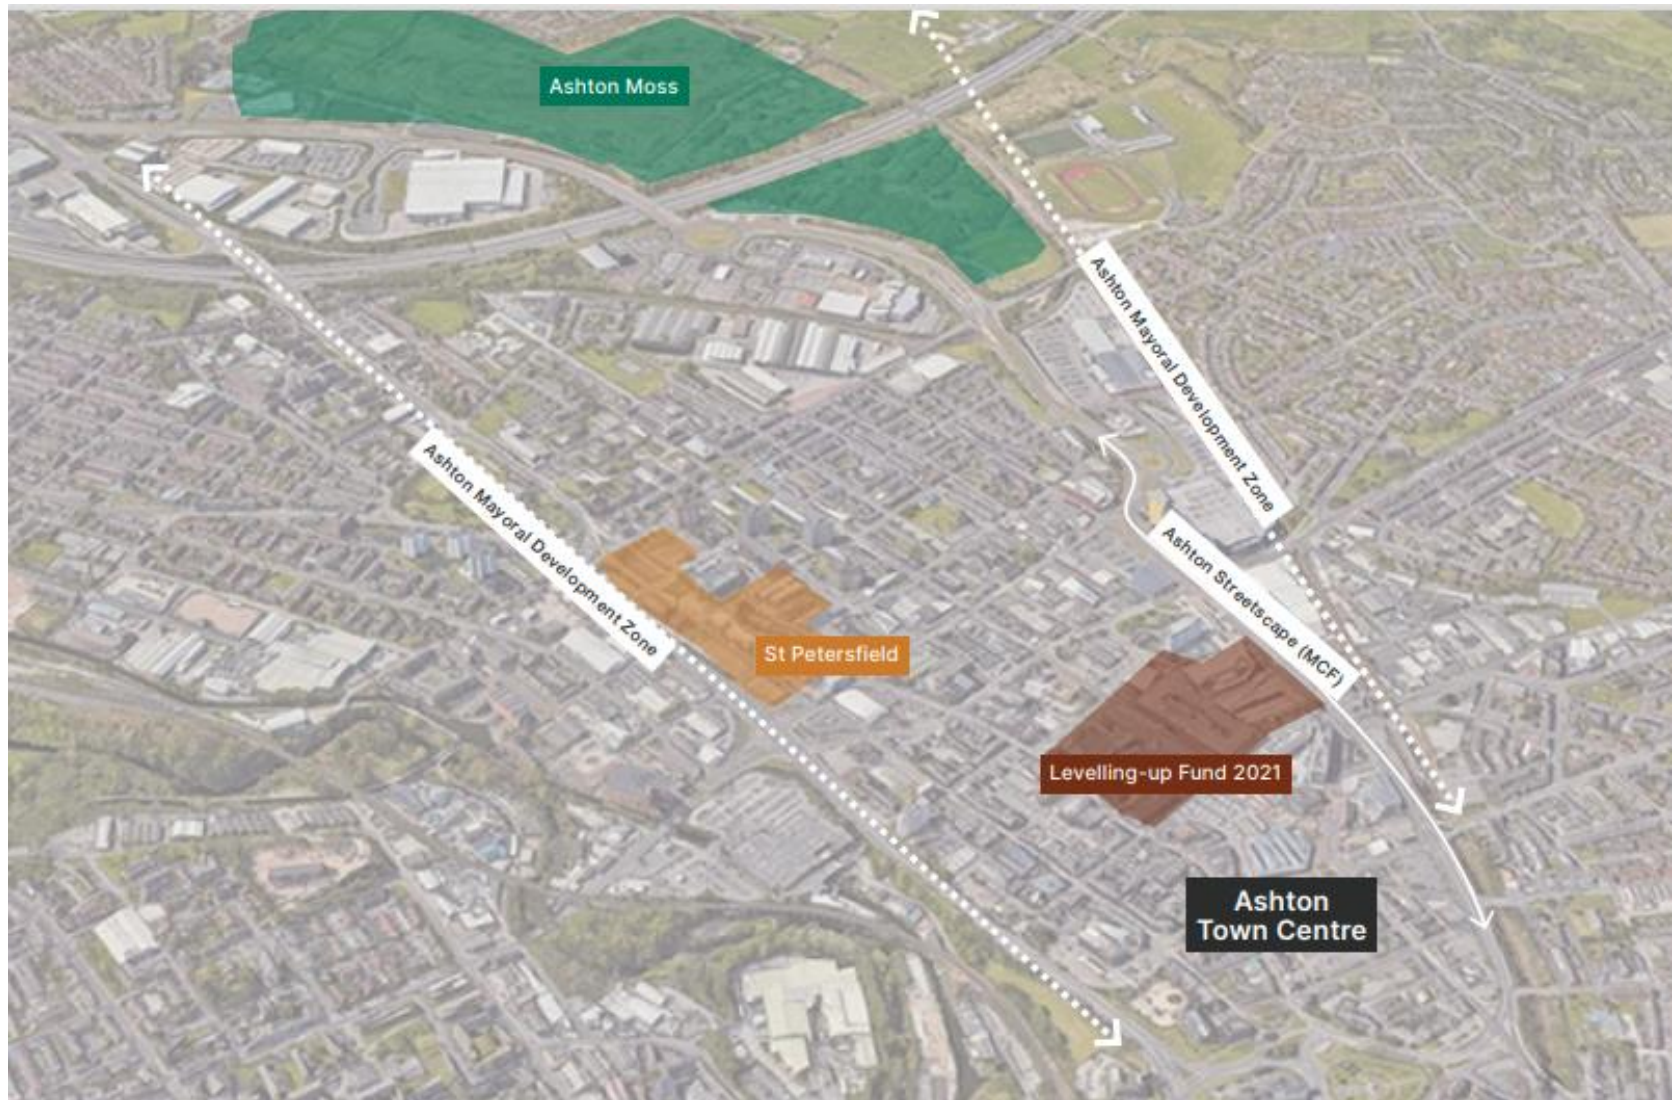 Ashton Moss
Ashton Mayoral Development Zone
Ashton Mayoral Development Zone
Ashton Streetscape (MCF)
St Petersfield
Levelling-up Fund 2021
Ashton
Town Centre